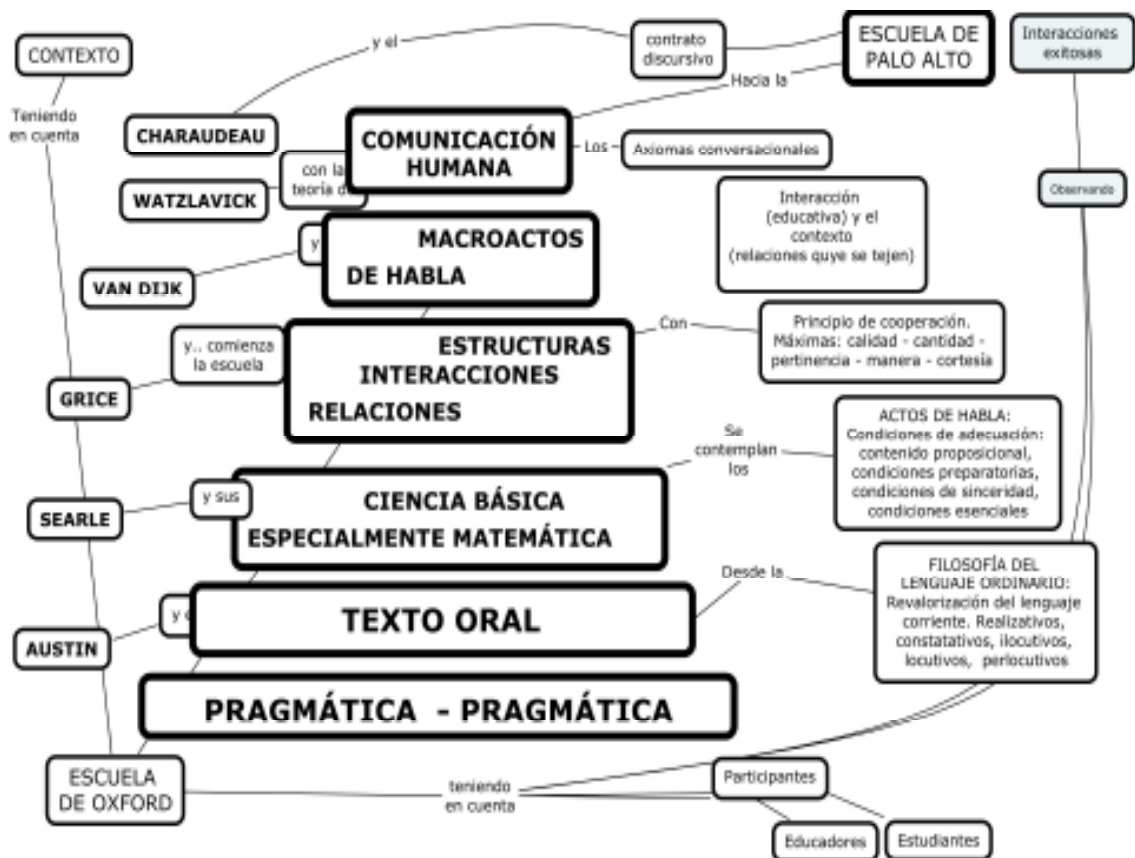 CONTEXTO
Teniendo
en cuenta
y el
contrato
discursivo
ESCUELA DE
PALO ALTO
Interacciones
exitosas
Hacia la
CHARAUDEAU
COMUNICACIÓN
HUMANA
Los
Axiomas conversacionales
con la
teoría
WATZLAVICK
Observando
Interacción
(educativa) y el
contexto
(relaciones quye se tejen)
y
MACROACTOS
DE HABLA
VAN DIJK
Con
Principio de cooperación.
Máximas: calidad - cantidad -
pertinencia - manera - cortesía
y.. comienza
la escuela
ESTRUCTURAS
INTERACCIONES
RELACIONES
GRICE
Se
contemplan
los
ACTOS DE HABLA:
Condiciones de adecuación:
contenido proposicional,
condiciones preparatorías,
condiciones de sinceridad,
condiciones esenciales
y sus
CIENCIA BÁSICA
ESPECIALMENTE MATEMÁTICA
SEARLE
Desde la
FILOSOFÍA DEL
LENGUAJE ORDINARIO:
Revalorización del lenguaje
corriente. Realizativos,
constatativos, ilocutivos,
locutivos, perlocutivos
y
TEXTO ORAL
AUSTIN
PRAGMÁTICA - PRAGMÁTICA
ESCUELA
DE OXFORD
teniendo
en cuenta
Participantes
Educadores
Estudiantes